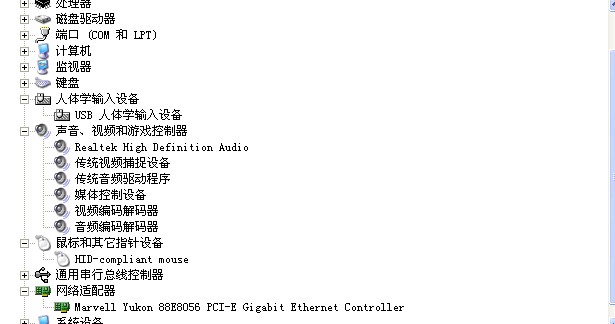 处理器
磁盘驱动器
端口 (COM 和 LPT)
计算机
监视器
键盘
人体学输入设备
USB 人体学输入设备
声音、视频和游戏控制器
Realtek High Definition Audio
传统视频捕捉设备
传统音频驱动程序
媒体控制设备
视频编码解码器
音频编码解码器
鼠标和其它指针设备
HID-compliant mouse
通用串行总线控制器
网络适配器
Marvell Yukon 88E8056 PCI-E Gigabit Ethernet Controller
系统设备